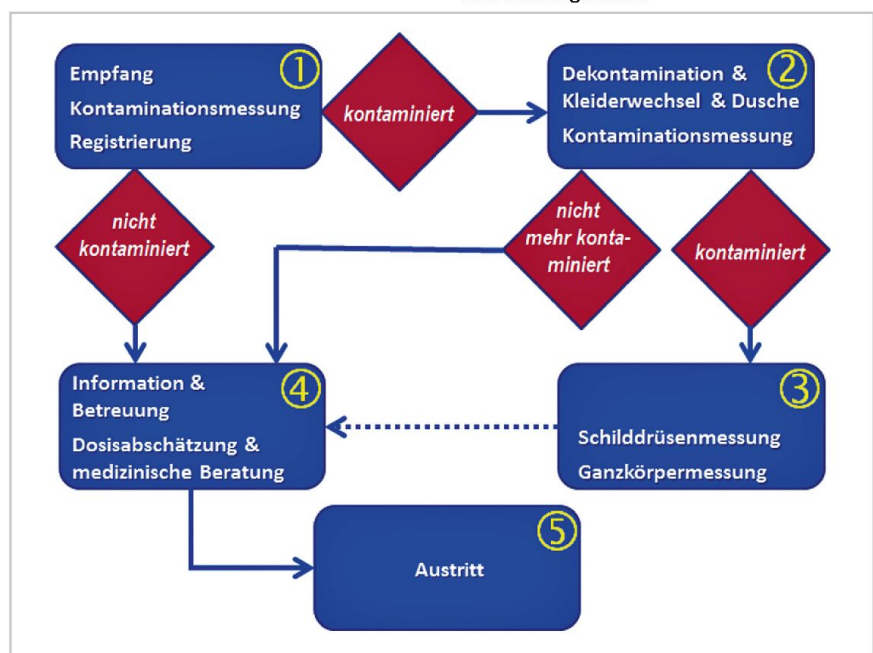 ①
Empfang
Kontaminationsmessung
Registrierung
kontaminiert
②
Dekontamination &
Kleiderwechsel & Dusche
Kontaminationsmessung
nicht
kontaminiert
nicht
mehr konta-
miniert
kontaminiert
④
Information &
Betreuung
Dosisabschätzung &
medizinische Beratung
③
Schilddrüsenmessung
Ganzkörpermessung
⑤
Austritt